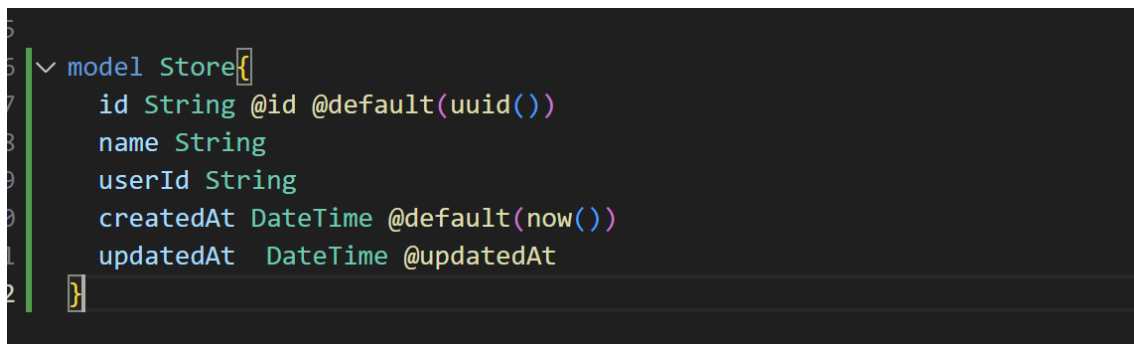 model Store{
id String @id @default(uuid())
name String
userId String
createdAt DateTime @default(now())
updatedAt  DateTime @updatedAt
}